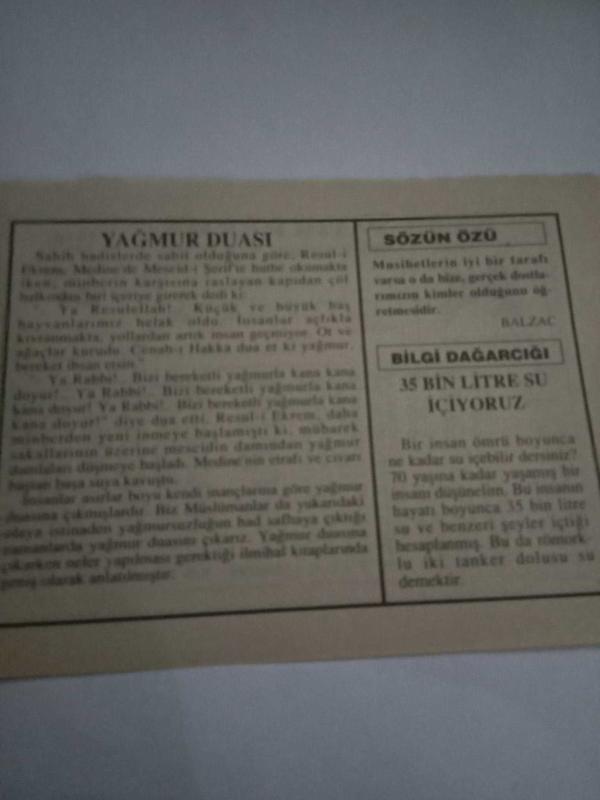 YAĞMUR DUASI
Sahih hadislerde sabit olduğuna göre, Resul-i
Ekrem, Medine'de Mescid-i Şerif'te hutbe okumakta
iken, minberin karşısına raslayan kapıdan çöl
halkından biri içeriye girerek dedi ki:
"Ya Resulellah!.. Küçük ve büyük baş
hayvanlarımız helak oldu. İnsanlar açlıkla
kıvranmakta, yollardan artık insan geçmiyor. Ot ve
ağaçlar kurudu. Cenab-ı Hakka dua et ki yağmur,
bereket ihsan etsin."
"Ya Rabbi!.. Bizi bereketli yağmurla kana kana
doyur!.. Ya Rabbi!.. Bizi bereketli yağmurla kana
kana doyur! Ya Rabbi!.. Bizi bereketli yağmurla kana
kana doyur!" diye dua etti. Resul-i Ekrem, daha
minberden yeni inmeye başlamıştı ki, mübarek
sakallarının üzerine mescidin damından yağmur
damlaları düşmeye başladı. Medine'nin etrafı ve civarı
baştan başa suya kavuştu.
İnsanlar asırlar boyu kendi inançlarına göre yağmur
duasına çıkmışlardır. Biz Müslümanlar da yukarıdaki
olaya istinaden yağmursuzluğun had safhaya çıktığı
zamanlarda yağmur duasını çıkarız. Yağmur duasına
çıkarken neler yapılması gerektiği ilmihal kitaplarında
geniş olarak anlatılmıştır.
SÖZÜN ÖZÜ
Musibetlerin iyi bir tarafı
varsa o da bize, gerçek dostla-
rımızın kimler olduğunu öğ-
retmesidir.
BALZAC
BİLGİ DAĞARCIĞI
35 BİN LİTRE SU
İÇİYORUZ
Bir insan ömrü boyunca
ne kadar su içebilir dersiniz?
70 yaşına kadar yaşamış bir
insanı düşünelim. Bu insanın
hayatı boyunca 35 bin litre
su ve benzeri şeyler içtiği
hesaplanmış. Bu da römork-
lu iki tanker dolusu su
demektir.